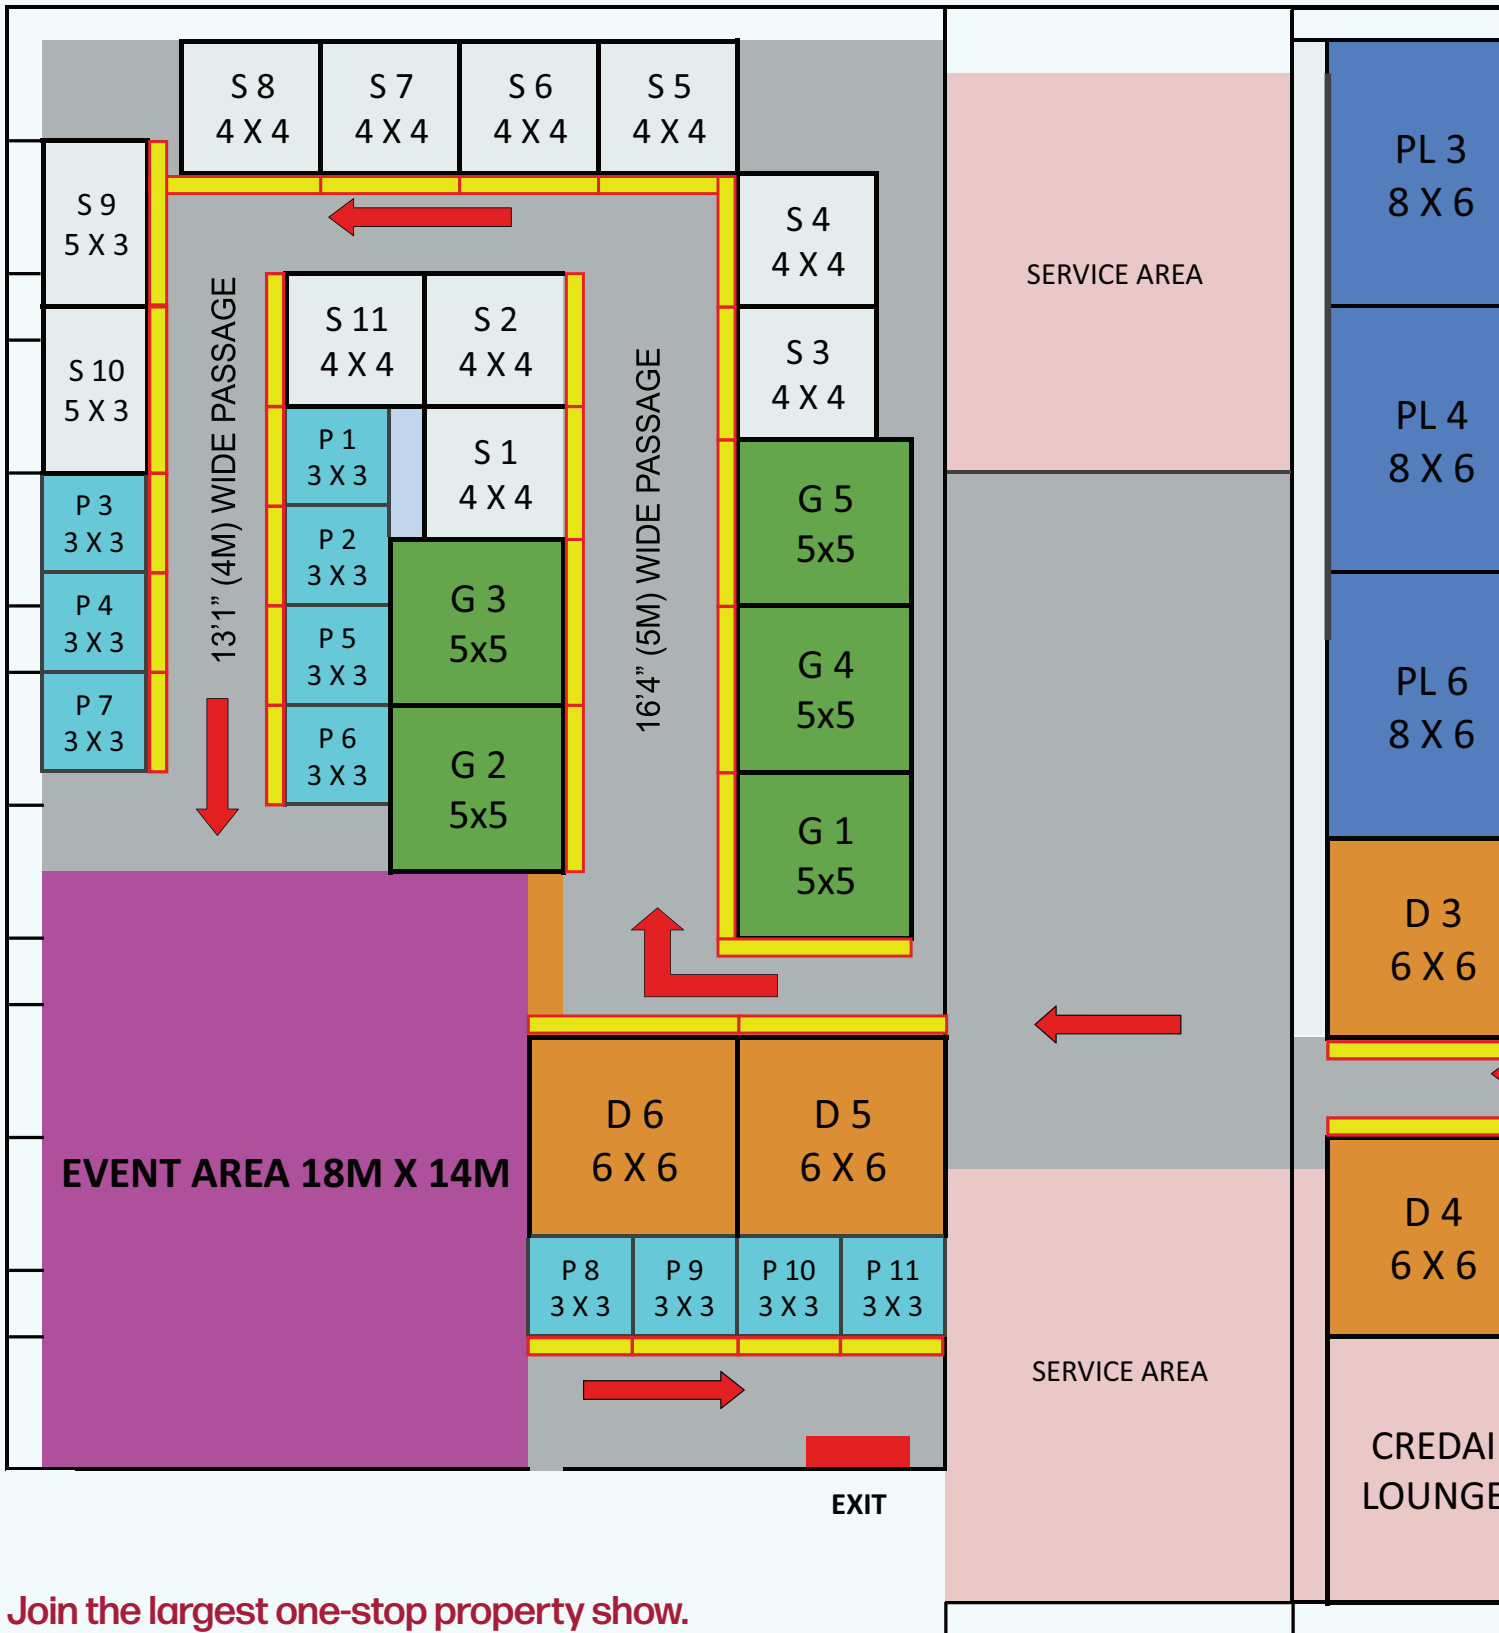 S 8
4 X 4
S 7
4 X 4
S 6
4 X 4
S 5
4 X 4
S 9
5 X 3
S 10
5 X 3
P 3
3 X 3
P 4
3 X 3
P 7
3 X 3
13'1" (4M) WIDE PASSAGE
S 11
4 X 4
S 2
4 X 4
P 1
3 X 3
S 1
4 X 4
P 2
3 X 3
G 3
5x5
P 5
3 X 3
P 6
3 X 3
G 2
5x5
16'4" (5M) WIDE PASSAGE
S 4
4 X 4
S 3
4 X 4
G 5
5x5
G 4
5x5
G 1
5x5
SERVICE AREA
PL 3
8 X 6
PL 4
8 X 6
PL 6
8 X 6
D 3
6 X 6
EVENT AREA 18M X 14M
D 6
6 X 6
D 5
6 X 6
P 8
3 X 3
P 9
3 X 3
P 10
3 X 3
P 11
3 X 3
EXIT
SERVICE AREA
D 4
6 X 6
CREDAI
LOUNGE
Join the largest one-stop property show.